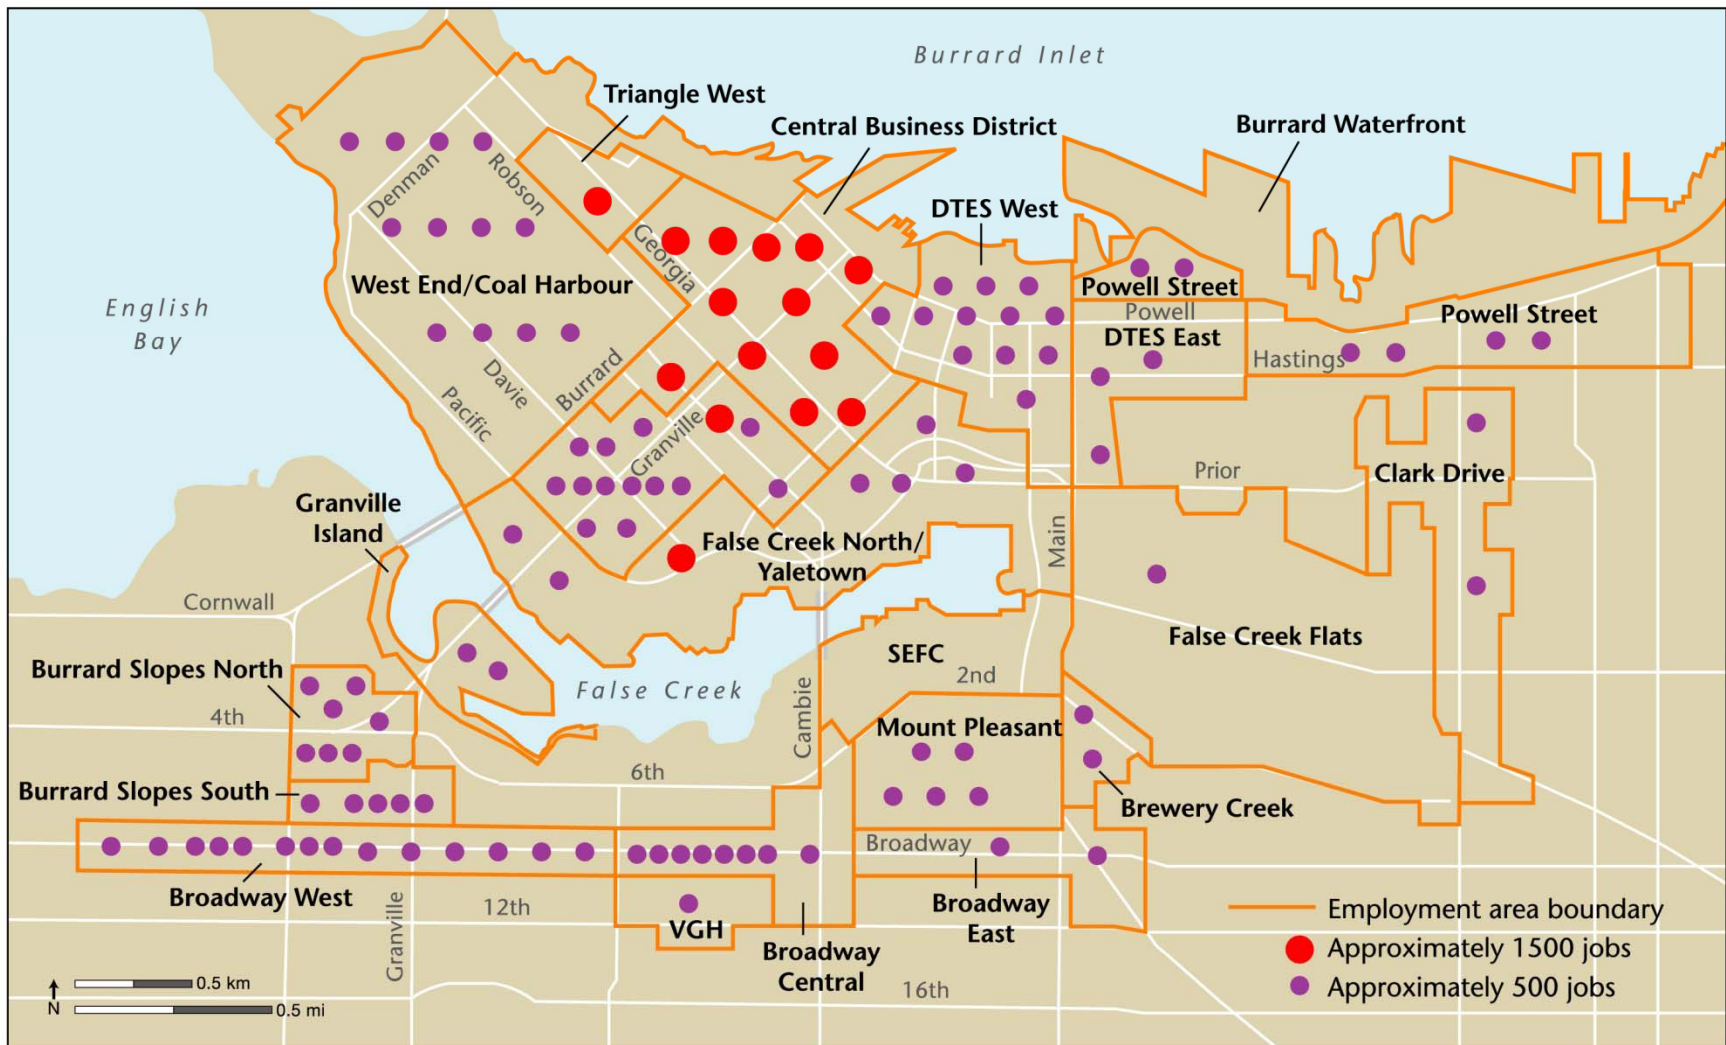 Burrard Inlet
Triangle West
Central Business District
Burrard Waterfront
Denman
Robson
DTES West
Georgia
West End/Coal Harbour
Powell Street
Powell
English
Bay
DTES East
Powell Street
Hastings
Davie
Burrard
Pacific
Granville
Prior
Clark Drive
Granville
Island
False Creek North/
Yaletown
Main
Cornwall
False Creek Flats
SEFC
2nd
Burrard Slopes North
False Creek
Cambie
4th
Mount Pleasant
6th
Burrard Slopes South
Brewery Creek
Broadway
Broadway West
12th
Granville
VGH
Broadway
East
Broadway
Central
16th
Employment area boundary
Approximately 1500 jobs
Approximately 500 jobs
N
0.5 km
0.5 mi